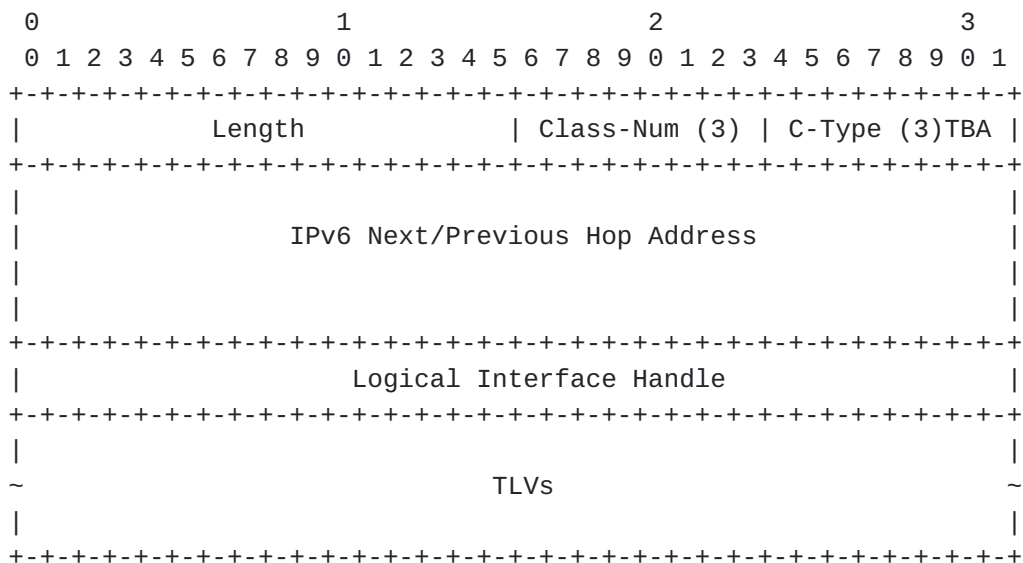 0                   1                   2                   3
 0 1 2 3 4 5 6 7 8 9 0 1 2 3 4 5 6 7 8 9 0 1 2 3 4 5 6 7 8 9 0 1
+-+-+-+-+-+-+-+-+-+-+-+-+-+-+-+-+-+-+-+-+-+-+-+-+-+-+-+-+-+-+-+-+
|            Length             | Class-Num (3) | C-Type (3)TBA |
+-+-+-+-+-+-+-+-+-+-+-+-+-+-+-+-+-+-+-+-+-+-+-+-+-+-+-+-+-+-+-+-+
|                                                               |
|                 IPv6 Next/Previous Hop Address                |
|                                                               |
|                                                               |
+-+-+-+-+-+-+-+-+-+-+-+-+-+-+-+-+-+-+-+-+-+-+-+-+-+-+-+-+-+-+-+-+
|                     Logical Interface Handle                  |
+-+-+-+-+-+-+-+-+-+-+-+-+-+-+-+-+-+-+-+-+-+-+-+-+-+-+-+-+-+-+-+-+
|                                                               |
~                              TLVs                             ~
|                                                               |
+-+-+-+-+-+-+-+-+-+-+-+-+-+-+-+-+-+-+-+-+-+-+-+-+-+-+-+-+-+-+-+-+